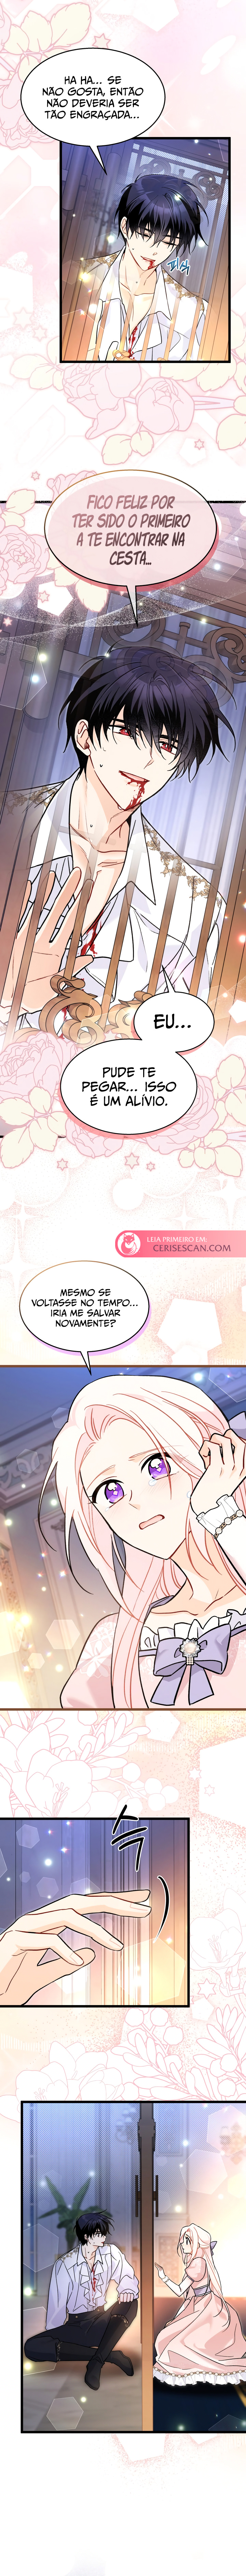 HA HA... SE
NÃO GOSTA, ENTÃO
NÃO DEVERIA SER
TÃO ENGRAÇADA...
피식
FICO FELIZ POR
TER SIDO O PRIMEIRO
A TE ENCONTRAR NA
CESTA...
EU...
PUDE TE
PEGAR... ISSO
É UM ALÍVIO.
LEIA PRIMEIRO EM:
CERISESCAN.COM
MESMO SE
VOLTASSE NO TEMPO...
IRIA ME SALVAR
NOVAMENTE?